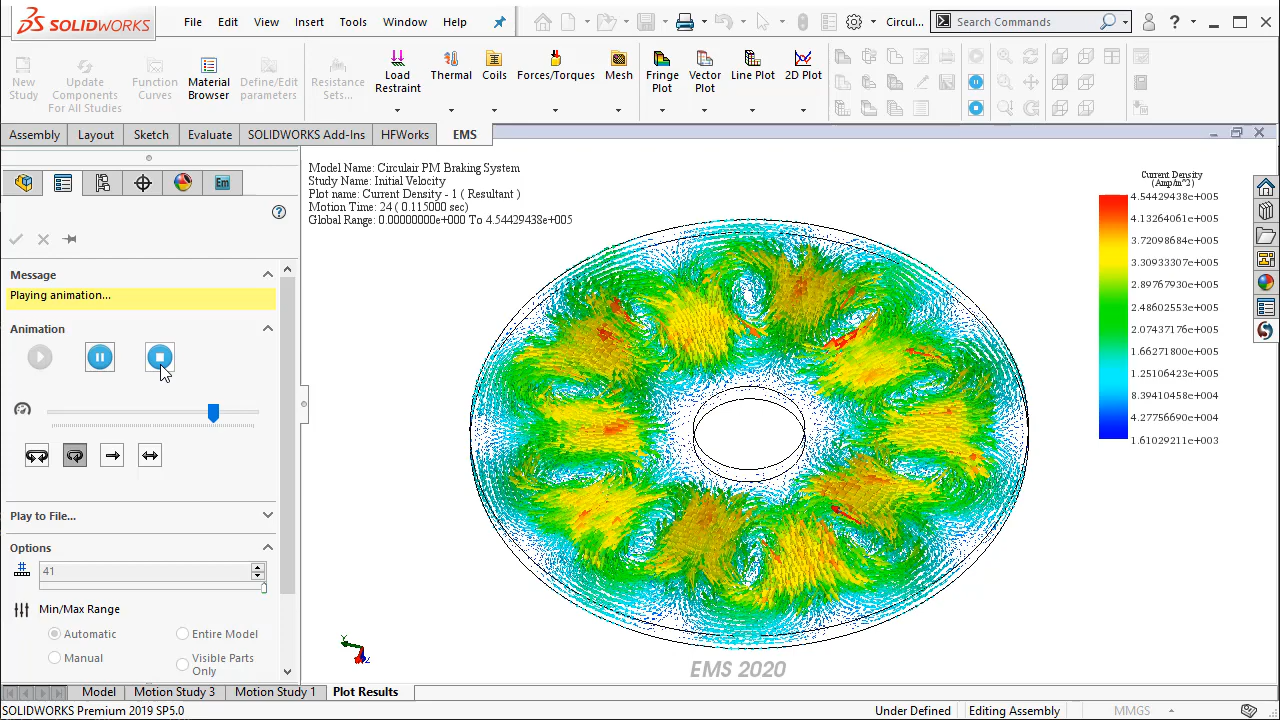 SOLIDWORKS File Edit View Insert Tools Window Help Circul... Search Commands ?
New Study
Update Components For All Studies
Function Curves
Material Browser
Define/Edit parameters
Resistance Sets...
Load Restraint
Thermal
Coils
Forces/Torques
Mesh
Fringe Plot
Vector Plot
Line Plot
2D Plot
Assembly Layout Sketch Evaluate SOLIDWORKS Add-Ins HFWorks EMS
Em
?
Message
Playing animation...
Animation
Play to File...
Options
41
Min/Max Range
Automatic Entire Model
Manual Visible Parts Only
Model Name: Circulair PM Braking System
Study Name: Initial Velocity
Plot name: Current Density - 1 ( Resultant )
Motion Time: 24 ( 0.115000 sec)
Global Range: 0.00000000e+000 To 4.54429438e+005
Current Density
(Amp/m^2)
4.54429438e+005
4.13264061e+005
3.72098684e+005
3.30933307e+005
2.89767930e+005
2.48602553e+005
2.07437176e+005
1.66271800e+005
1.25106423e+005
8.39410458e+004
4.27756690e+004
1.61029211e+003
Y
EMS 2020
Model Motion Study 3 Motion Study 1 Plot Results
SOLIDWORKS Premium 2019 SP5.0 Under Defined Editing Assembly MMGS